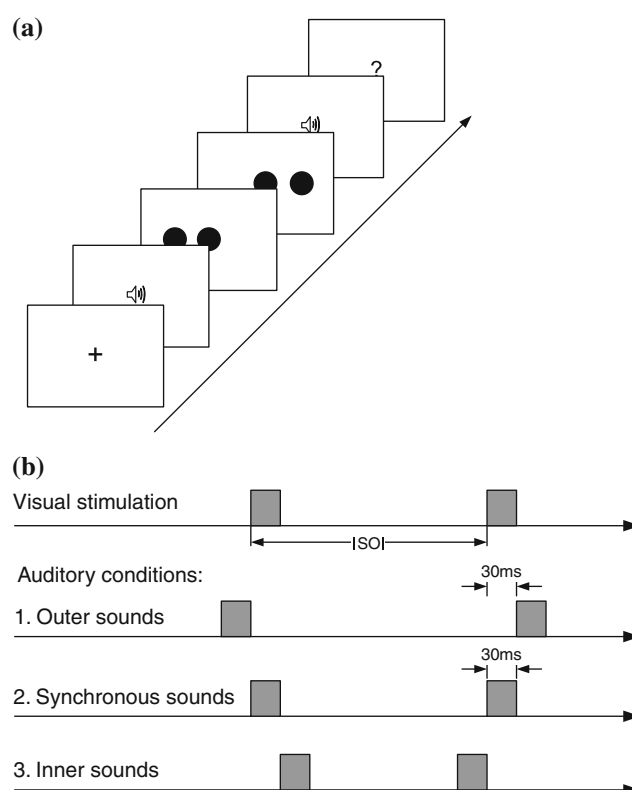 (a)
?
+
(b)
Visual stimulation
ISOI
Auditory conditions:
30ms
1. Outer sounds
30ms
2. Synchronous sounds
3. Inner sounds